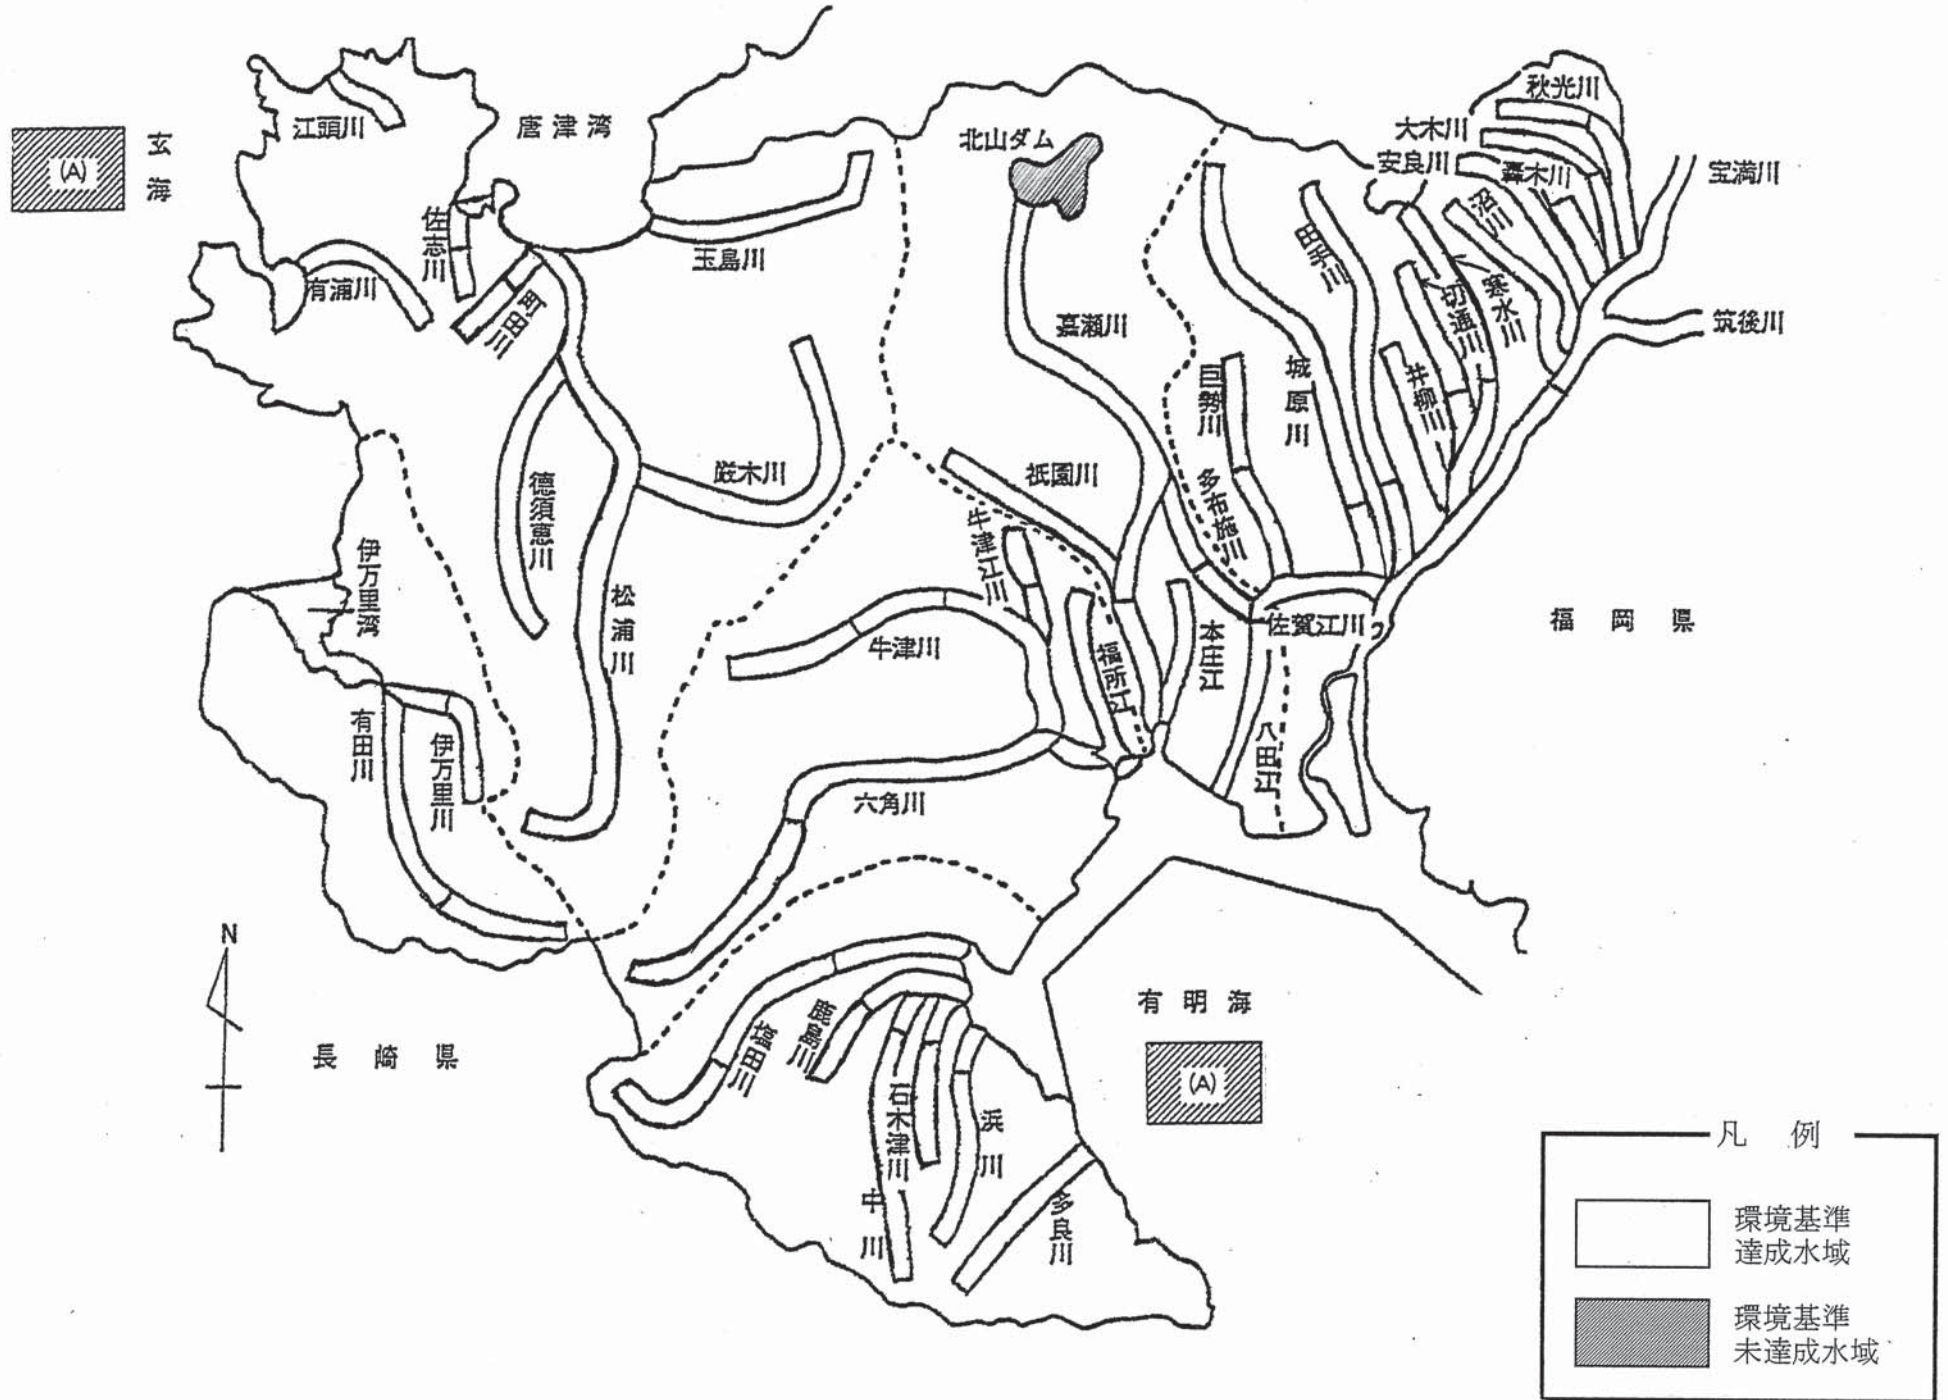 秋光川
大木川
安良川
轟木川
沼川
宝満川
筑後川
寒水川
切通川
井柳川
田手川
城原川
巨勢川
多布施川
佐賀江川
北山ダム
嘉瀬川
祇園川
牛津江川
牛津川
福所江
本庄江
八田江
六角川
福岡県
玄海
(A)
江頭川
唐津湾
佐志川
有浦川
町田川
玉島川
徳須恵川
厳木川
松浦川
伊万里湾
有田川
伊万里川
N
長崎県
塩田川
鹿島川
石木津川
中川
浜川
多良川
有明海
(A)
凡例
環境基準
達成水域
環境基準
未達成水域